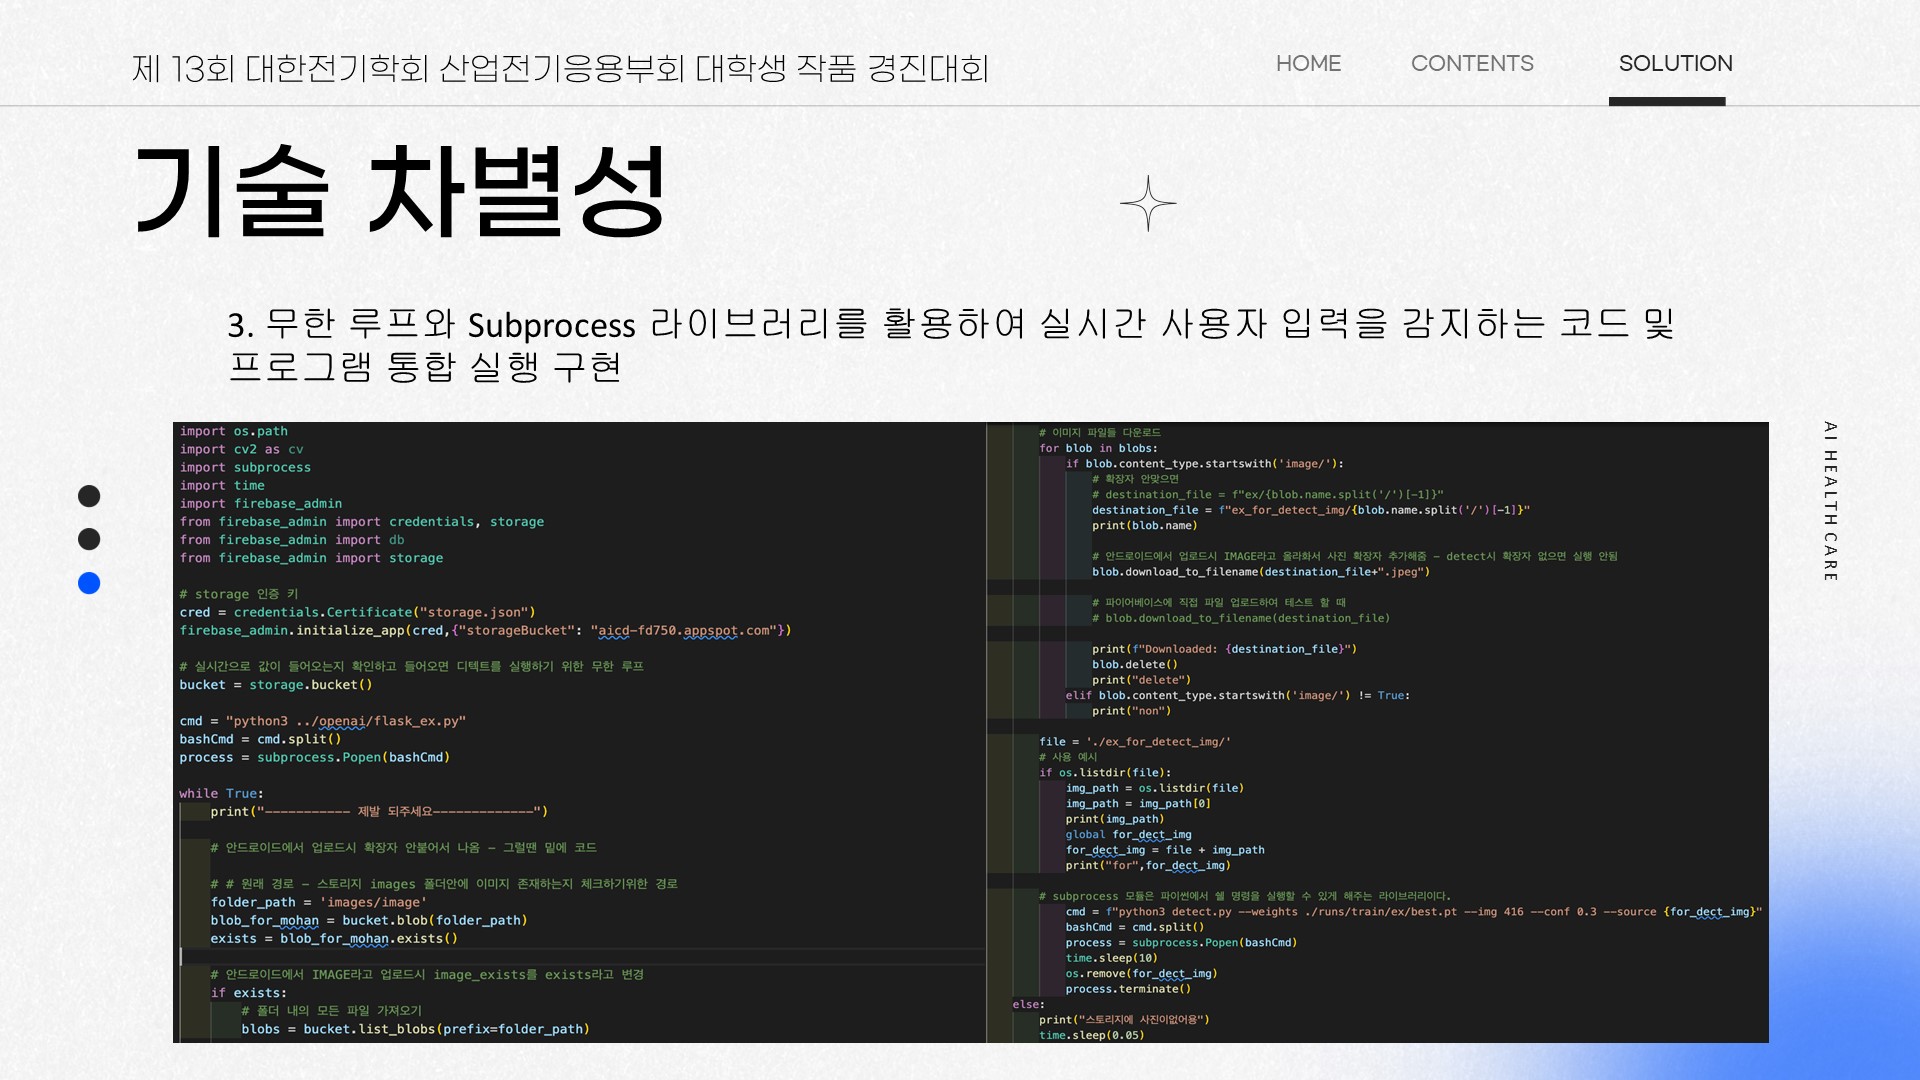 제 13회 대한전기학회 산업전기응용부회 대학생 작품 경진대회
HOME
CONTENTS
SOLUTION
기술 차별성
3. 무한 루프와 Subprocess 라이브러리를 활용하여 실시간 사용자 입력을 감지하는 코드 및
프로그램 통합 실행 구현
import os.path
import cv2 as cv
import subprocess
import time
import firebase_admin
from firebase_admin import credentials, storage
from firebase_admin import db
from firebase_admin import storage
# storage 인증 키
cred = credentials.Certificate("storage.json")
firebase_admin.initialize_app(cred,{"storageBucket": "aicd-fd750.appspot.com"})
# 실시간으로 값이 들어오는지 확인하고 들어오면 디텍트를 실행하기 위한 무한 루프
bucket = storage.bucket()
cmd = "python3 ../openai/flask_ex.py"
bashCmd = cmd.split()
process = subprocess.Popen(bashCmd)
while True:
print("----------- 제발 되주세요-------------")
# 안드로이드에서 업로드시 확장자 안붙어서 나옴 - 그럴땐 밑에 코드
# # 원래 경로 - 스토리지 images 폴더안에 이미지 존재하는지 체크하기위한 경로
folder_path = 'images/image'
blob_for_mohan = bucket.blob(folder_path)
exists = blob_for_mohan.exists()
# 안드로이드에서 IMAGE라고 업로드시 image_exists를 exists라고 변경
if exists:
# 폴더 내의 모든 파일 가져오기
blobs = bucket.list_blobs(prefix=folder_path)
# 이미지 파일들 다운로드
for blob in blobs:
if blob.content_type.startswith('image/'):
# 확장자 안맞으면
# destination_file = f"ex/{blob.name.split('/')[-1]}"
destination_file = f"ex_for_detect_img/{blob.name.split('/')[-1]}"
print(blob.name)
# 안드로이드에서 업로드시 IMAGE라고 올라와서 사진 확장자 추가해줌 - detect시 확장자 없으면 실행 안됨
blob.download_to_filename(destination_file+".jpeg")
# 파이어베이스에 직접 파일 업로드하여 테스트 할 때
# blob.download_to_filename(destination_file)
print(f"Downloaded: {destination_file}")
blob.delete()
print("delete")
elif blob.content_type.startswith('image/') != True:
print("non")
file = './ex_for_detect_img/'
# 사용 예시
if os.listdir(file):
img_path = os.listdir(file)
img_path = img_path[0]
print(img_path)
global for_dect_img
for_dect_img = file + img_path
print("for",for_dect_img)
# subprocess 모듈은 파이썬에서 쉘 명령을 실행할 수 있게 해주는 라이브러리이다.
cmd = f"python3 detect.py --weights ./runs/train/ex/best.pt --img 416 --conf 0.3 --source {for_dect_img}"
bashCmd = cmd.split()
process = subprocess.Popen(bashCmd)
time.sleep(10)
os.remove(for_dect_img)
process.terminate()
else:
print("스토리지에 사진이없어용")
time.sleep(0.05)
AI HEALTH CARE